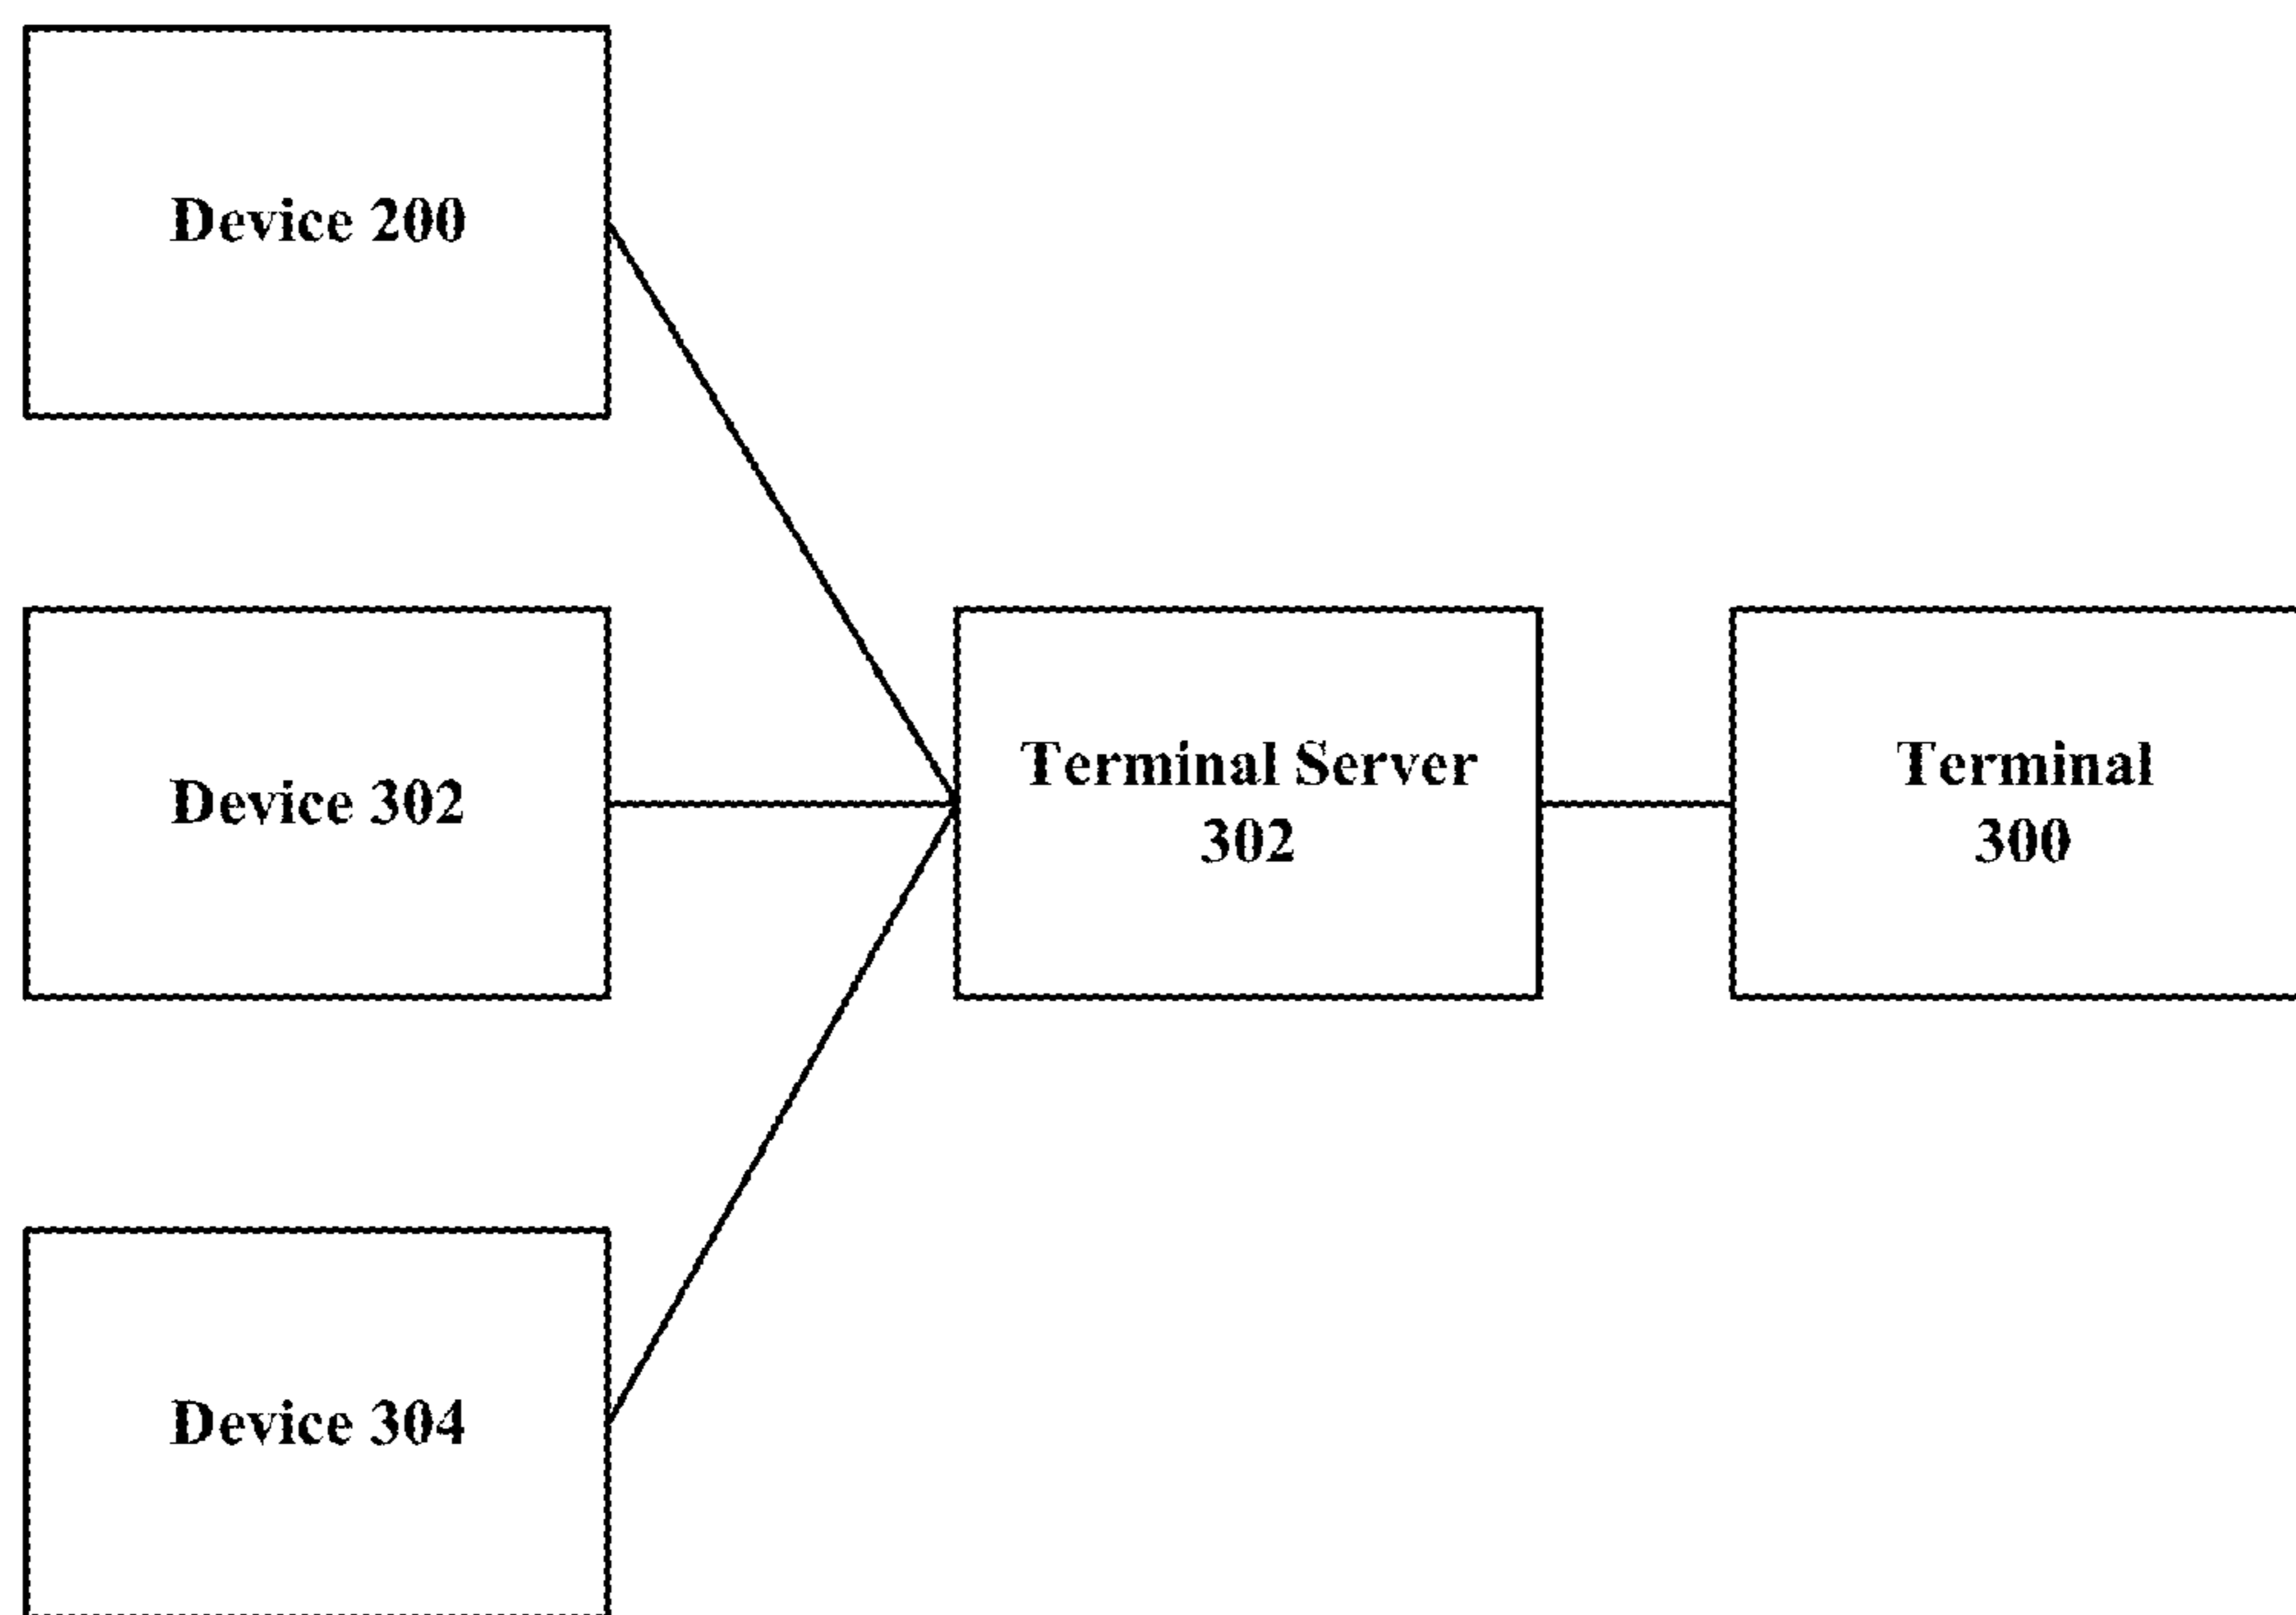 Device 200
Device 302
Terminal Server
302
Terminal
300
Device 304